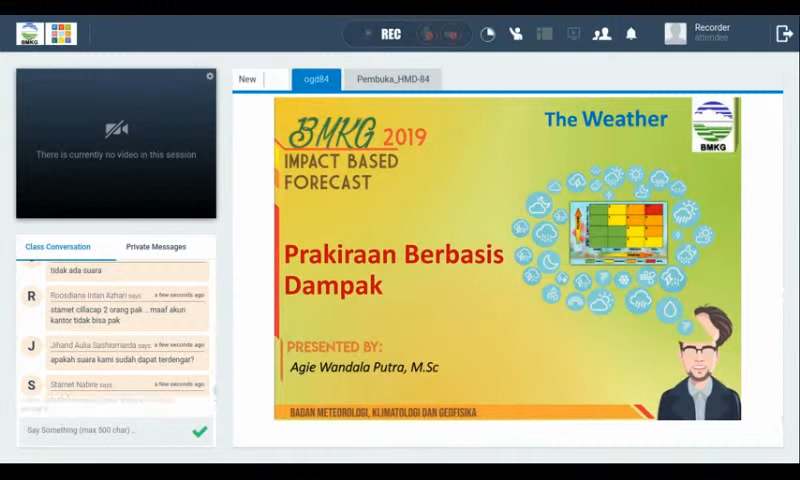 BMKG
REC
Recorder
attendee
New
ogd84
Pembuka_HMD-84
There is currently no video in this session
Class Conversation
Private Messages
tidak ada suara
R
Roosdiana Intan Azhari says:
a few seconds ago
stamet cillacap 2 orang pak .. maaf akun
kantor tidak bisa pak
J
Jihand Aulia Sashiomarda says:
a few seconds ago
apakah suara kami sudah dapat terdengar?
S
Stamet Nabire says:
a few seconds ago
Say Something (max 500 char) ..
BMKG 2019
IMPACT BASED
FORECAST
The Weather
BMKG
Prakiraan Berbasis
Dampak
PRESENTED BY:
Agie Wandala Putra, M.Sc
BADAN METEOROLOGI, KLIMATOLOGI DAN GEOFISIKA